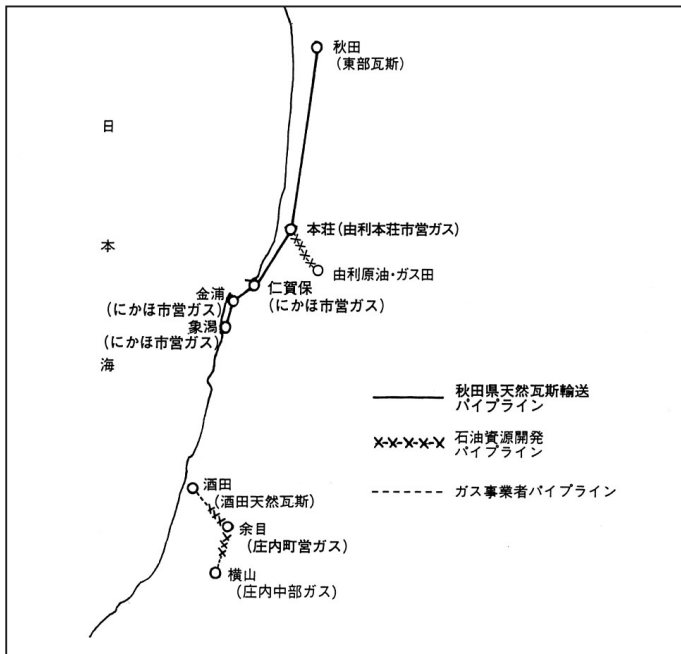 秋田
(東部瓦斯)
日
本
海
本荘(由利本荘市営ガス)
由利原油・ガス田
仁賀保
(にかほ市営ガス)
金浦
(にかほ市営ガス)
象潟
(にかほ市営ガス)
秋田県天然瓦斯輸送
パイプライン
石油資源開発
パイプライン
ガス事業者パイプライン
酒田
(酒田天然瓦斯)
余目
(庄内町営ガス)
横山
(庄内中部ガス)